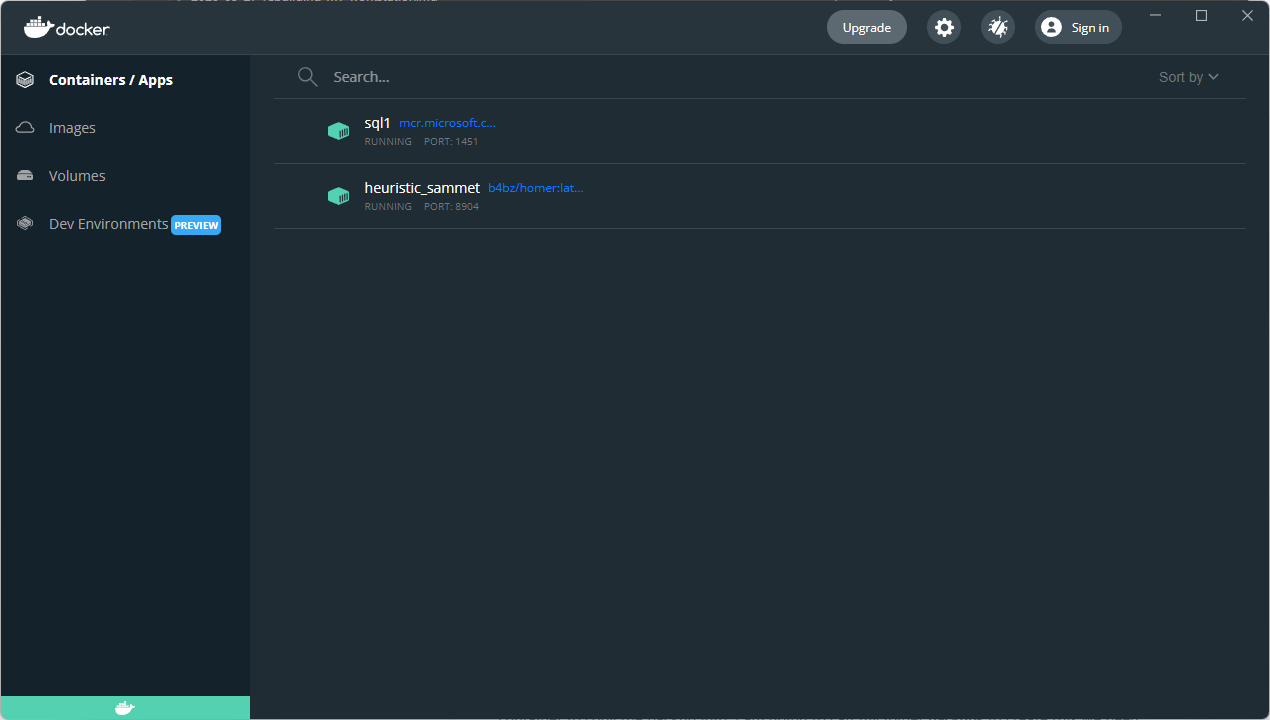 docker
Upgrade
Sign in
Containers / Apps
Images
Volumes
Dev Environments PREVIEW
Search...
Sort by
sql1 mcr.microsoft.c...
RUNNING PORT: 1451
heuristic_sammet b4bz/homer:lat...
RUNNING PORT: 8904